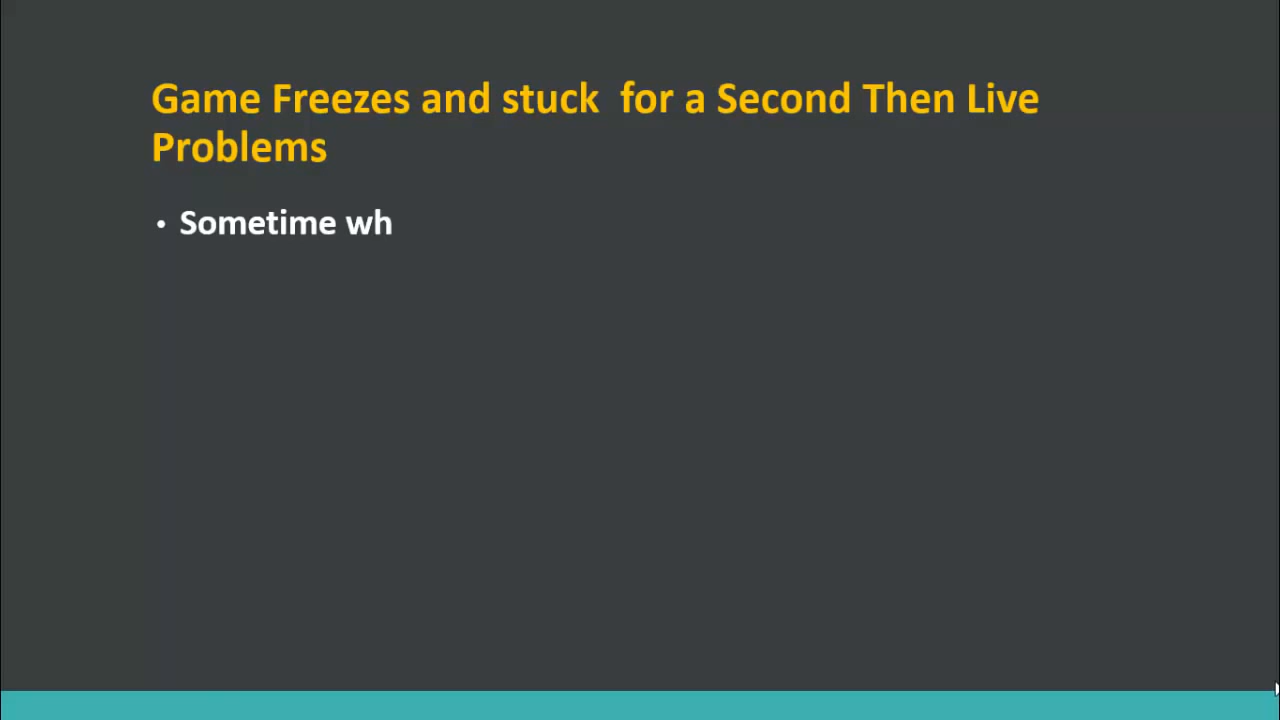 Game Freezes and stuck  for a Second Then Live
Problems
• Sometime wh